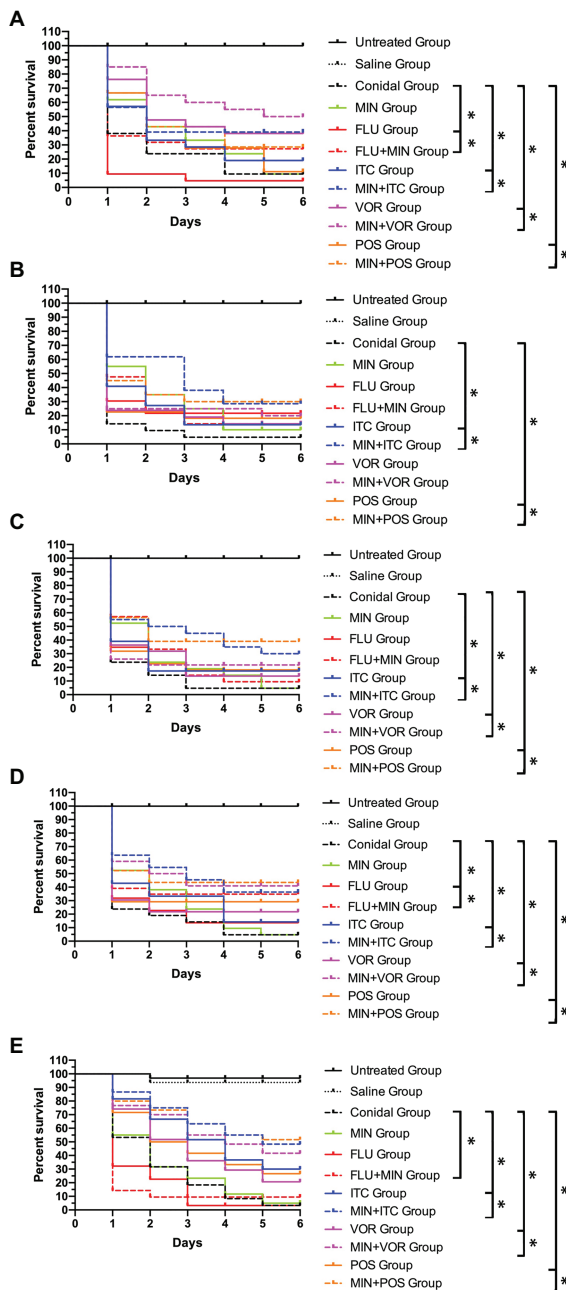 A
110
100
90
80
70
60
50
40
30
20
10
0
Percent survival
0 1 2 3 4 5 6
Days
Untreated Group
Saline Group
Conidal Group
MIN Group
FLU Group
FLU+MIN Group
ITC Group
MIN+ITC Group
VOR Group
MIN+VOR Group
POS Group
MIN+POS Group
* * * * * * * *
B
110
100
90
80
70
60
50
40
30
20
10
0
Percent survival
0 1 2 3 4 5 6
Days
Untreated Group
Saline Group
Conidal Group
MIN Group
FLU Group
FLU+MIN Group
ITC Group
MIN+ITC Group
VOR Group
MIN+VOR Group
POS Group
MIN+POS Group
* * * *
C
110
100
90
80
70
60
50
40
30
20
10
0
Percent survival
0 1 2 3 4 5 6
Days
Untreated Group
Saline Group
Conidal Group
MIN Group
FLU Group
FLU+MIN Group
ITC Group
MIN+ITC Group
VOR Group
MIN+VOR Group
POS Group
MIN+POS Group
* * * * * *
D
110
100
90
80
70
60
50
40
30
20
10
0
Percent survival
0 1 2 3 4 5 6
Days
Untreated Group
Saline Group
Conidal Group
MIN Group
FLU Group
FLU+MIN Group
ITC Group
MIN+ITC Group
VOR Group
MIN+VOR Group
POS Group
MIN+POS Group
* * * * * * * *
E
110
100
90
80
70
60
50
40
30
20
10
0
Percent survival
0 1 2 3 4 5 6
Days
Untreated Group
Saline Group
Conidal Group
MIN Group
FLU Group
FLU+MIN Group
ITC Group
MIN+ITC Group
VOR Group
MIN+VOR Group
POS Group
MIN+POS Group
* * * * * * *